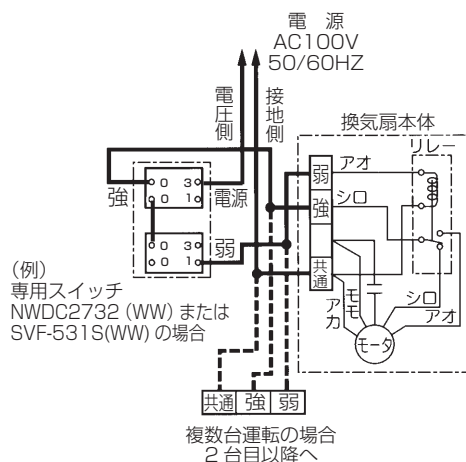 電 源
AC100V
50/60HZ
電圧側
接地側
換気扇本体
リレー
弱
アオ
強
シロ
共通
アカ
モモ
シロ
アオ
モータ
強
0 3
0 1
電源
0 3
0 1
弱
(例)
専用スイッチ
NWDC2732 (WW) または
SVF-531S(WW) の場合
共通 強 弱
複数台運転の場合
2 台目以降へ